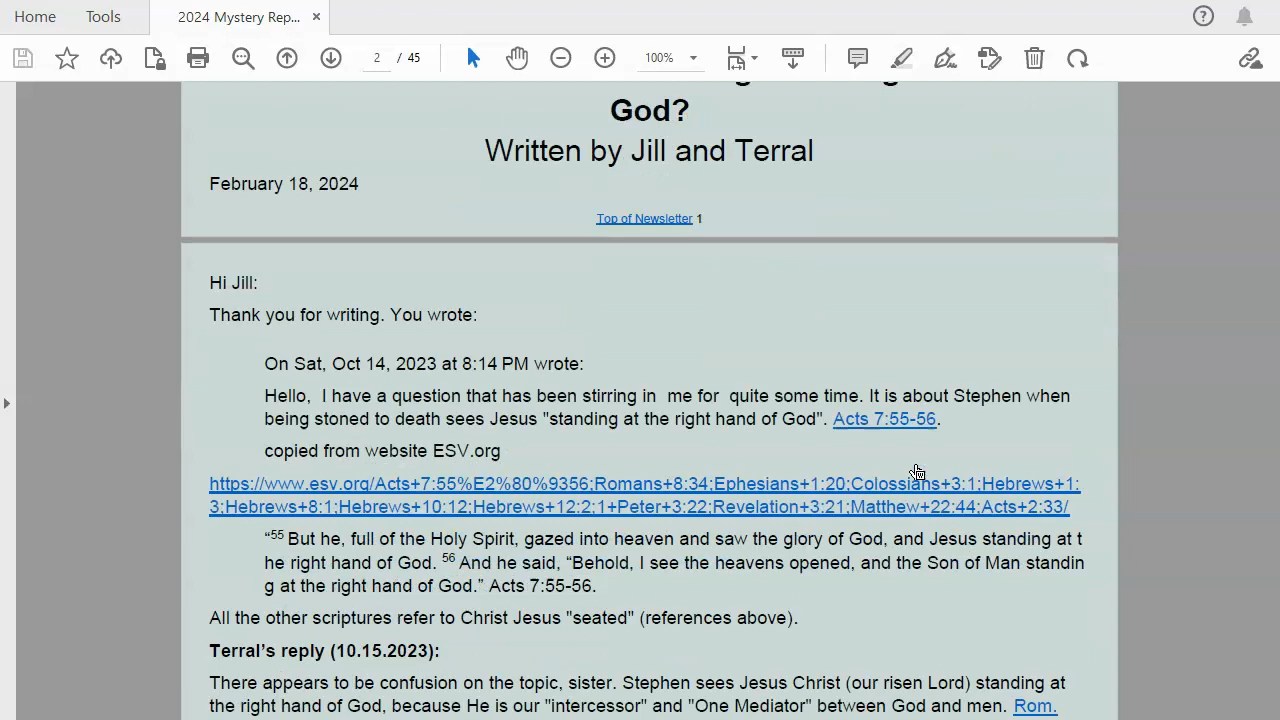 Home Tools 2024 Mystery Rep... ×
2 / 45 100%
God?
Written by Jill and Terral
February 18, 2024
Top of Newsletter 1
Hi Jill:
Thank you for writing. You wrote:
On Sat, Oct 14, 2023 at 8:14 PM wrote:
Hello, I have a question that has been stirring in me for quite some time. It is about Stephen when
being stoned to death sees Jesus "standing at the right hand of God". Acts 7:55-56.
copied from website ESV.org
https://www.esv.org/Acts+7:55%E2%80%9356;Romans+8:34;Ephesians+1:20;Colossians+3:1;Hebrews+1:
3;Hebrews+8:1;Hebrews+10:12;Hebrews+12:2;1+Peter+3:22;Revelation+3:21;Matthew+22:44;Acts+2:33/
“55 But he, full of the Holy Spirit, gazed into heaven and saw the glory of God, and Jesus standing at t
he right hand of God. 56 And he said, “Behold, I see the heavens opened, and the Son of Man standin
g at the right hand of God.” Acts 7:55-56.
All the other scriptures refer to Christ Jesus "seated" (references above).
Terral’s reply (10.15.2023):
There appears to be confusion on the topic, sister. Stephen sees Jesus Christ (our risen Lord) standing at
the right hand of God, because He is our "intercessor" and "One Mediator" between God and men. Rom.